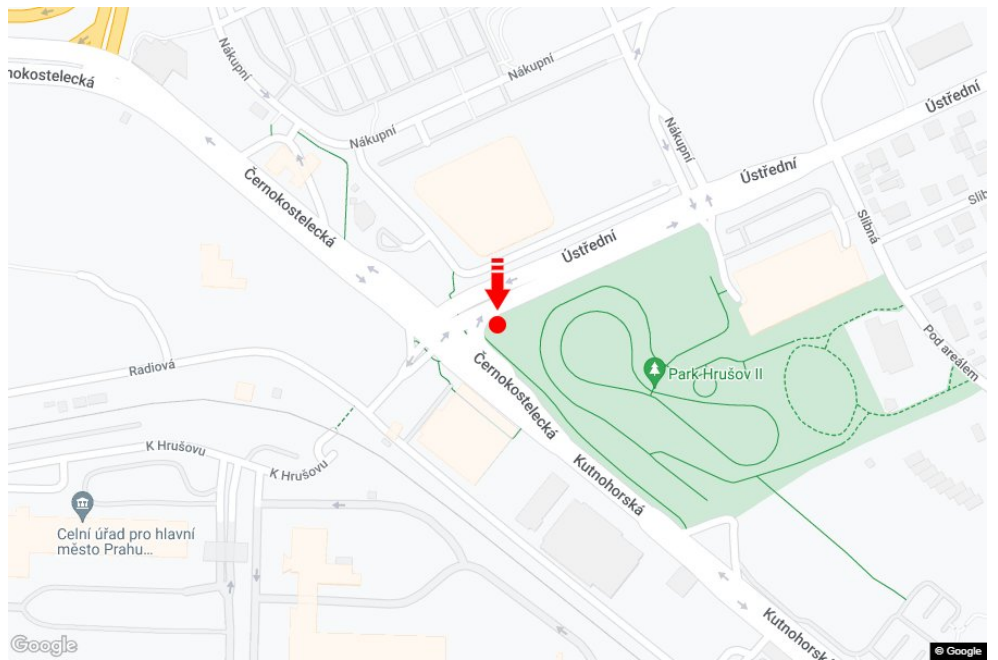 nokostelecká
Nákupní
Nákupní
Nákupní
Nákupní
Ústřední
Ústřední
Ústřední
Černokostelecká
Slibná
Slib
Radiová
Park Hrušov II
Pod areálem
Černokostelecká
K Hrušovu
K Hrušovu
Kutnohorská
Celní úřad pro hlavní
město Prahu...
Kutnohorská
Google
© Google